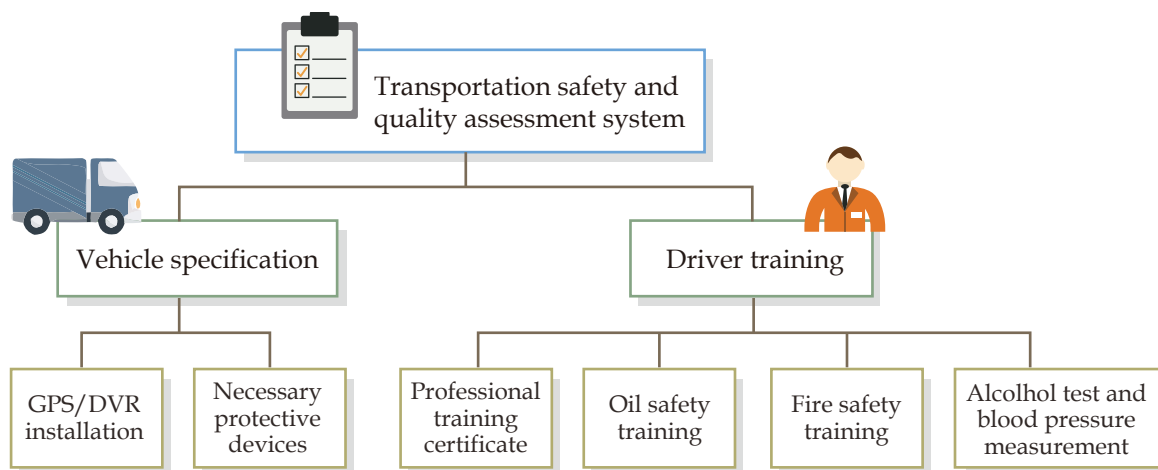 Transportation safety and
quality assessment system
Vehicle specification
Driver training
GPS/DVR
installation
Necessary
protective
devices
Professional
training
certificate
Oil safety
training
Fire safety
training
Alcolhol test and
blood pressure
measurement